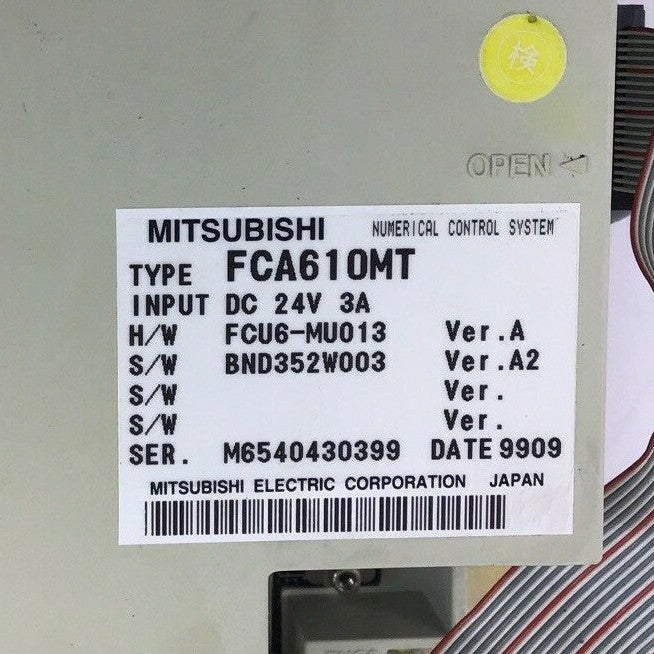 検
OPEN
MITSUBISHI NUMERICAL CONTROL SYSTEM
TYPE FCA610MT
INPUT DC 24V 3A
H/W FCU6-MU013 Ver.A
S/W BND352W003 Ver.A2
S/W Ver.
S/W Ver.
SER. M6540430399 DATE 9909
MITSUBISHI ELECTRIC CORPORATION JAPAN